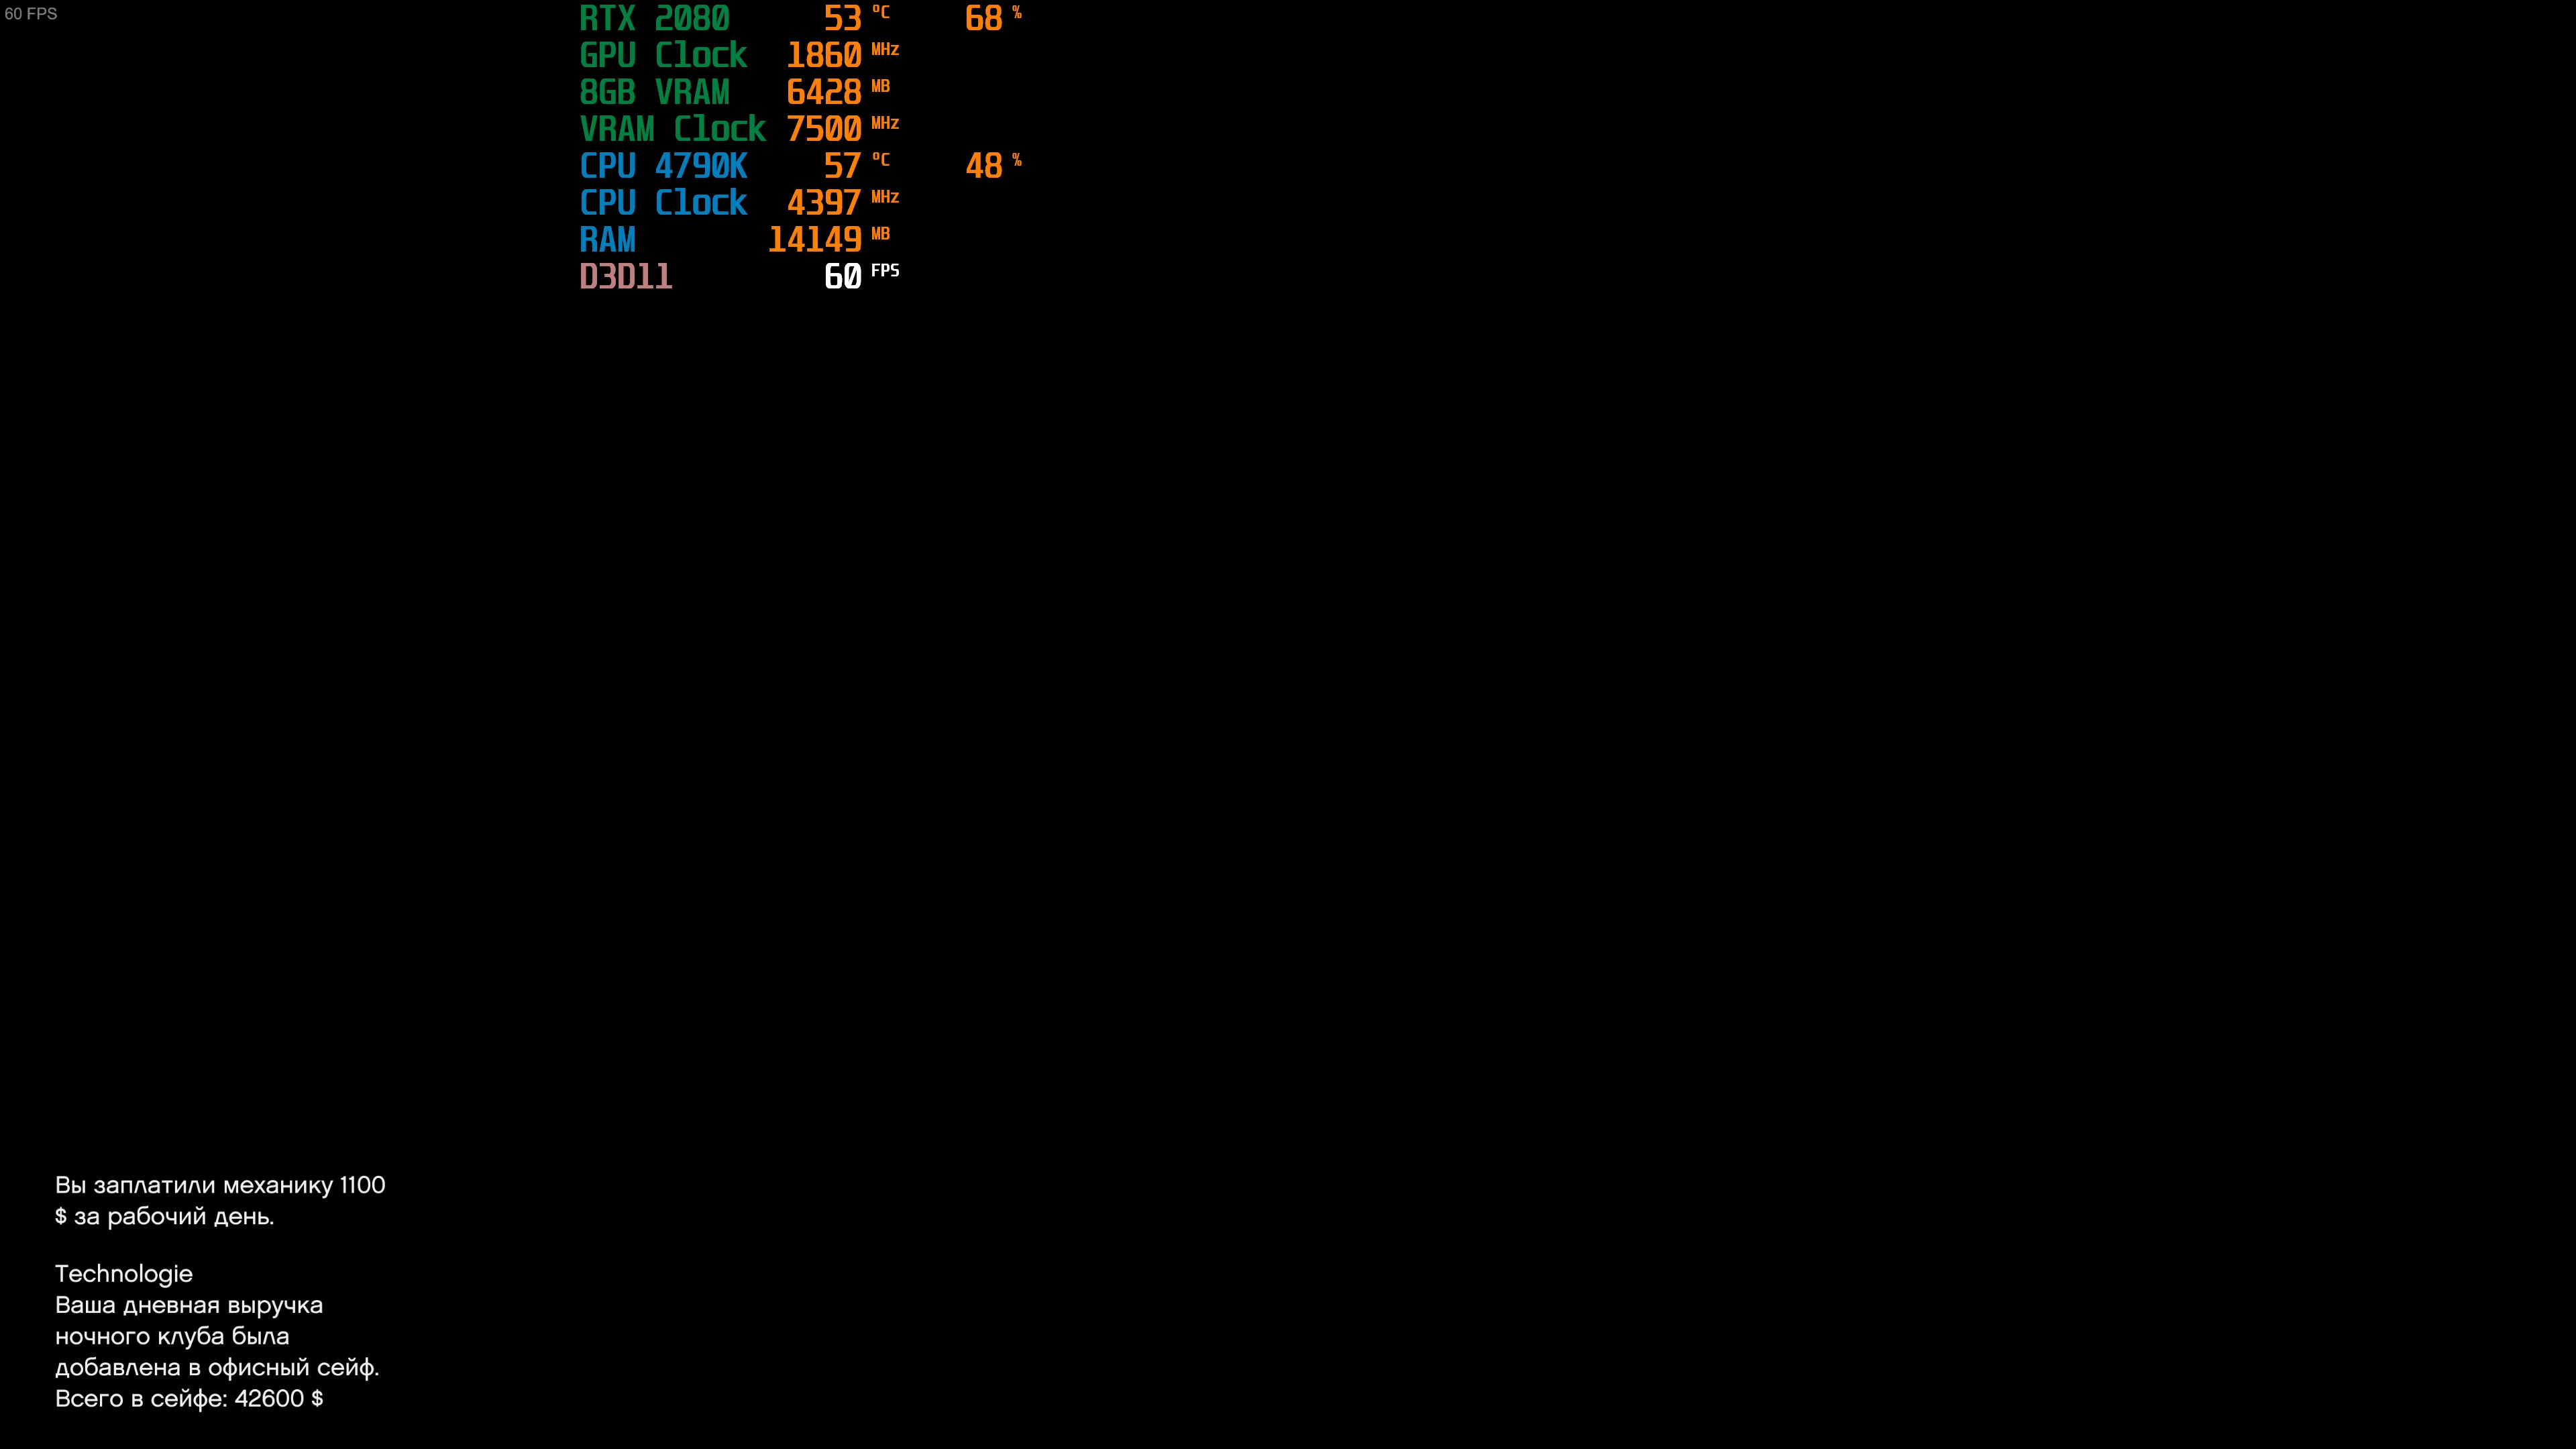 60 FPS
RTX 2080 53 °C 68 %
GPU Clock 1860 MHz
8GB VRAM 6428 MB
VRAM Clock 7500 MHz
CPU 4790K 57 °C 48 %
CPU Clock 4397 MHz
RAM 14149 MB
D3D11 60 FPS
Вы заплатили механику 1100
$ за рабочий день.
Technologie
Ваша дневная выручка
ночного клуба была
добавлена в офисный сейф.
Всего в сейфе: 42600 $